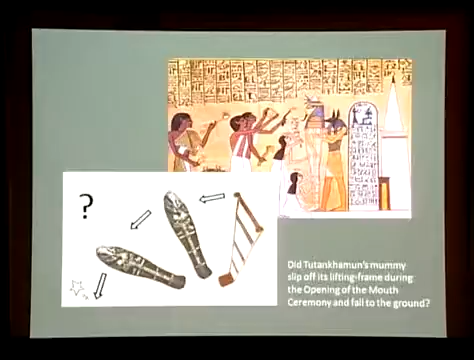 ?
Did Tutankhamun's mummy
slip off its lifting-frame during
the Opening of the Mouth
Ceremony and fall to the ground?